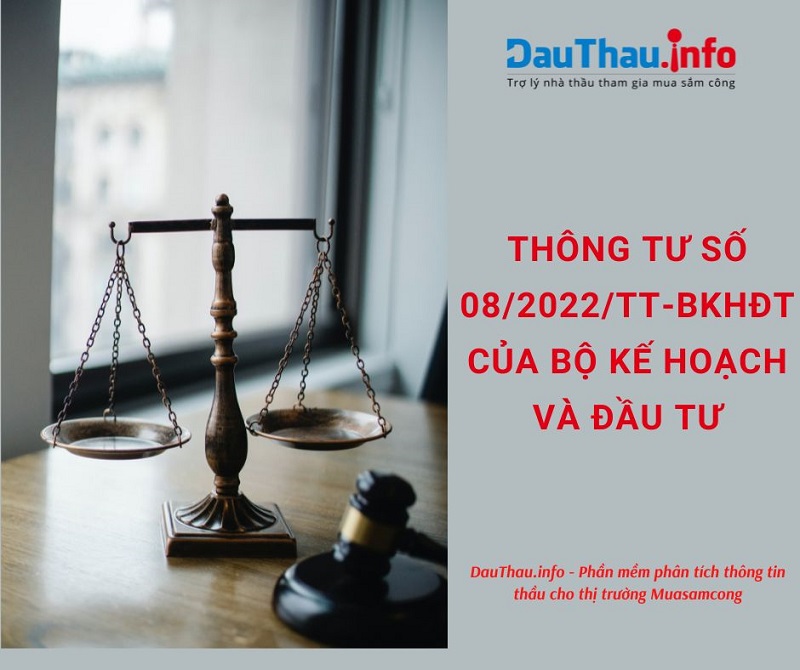 DauThau.info
Trợ lý nhà thầu tham gia mua sắm công
THÔNG TƯ SỐ
08/2022/TT-BKHĐT
CỦA BỘ KẾ HOẠCH
VÀ ĐẦU TƯ
DauThau.info - Phần mềm phân tích thông tin
thầu cho thị trường Muasamcong